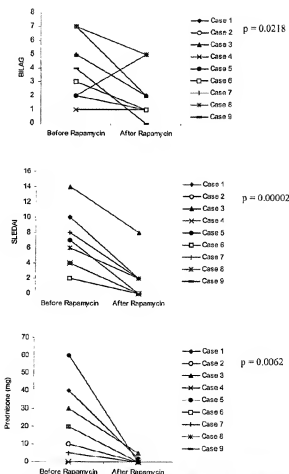 BILAG
8
7
6
5
4
3
2
1
0
Before Rapamycin After Rapamycin
Case 1
Case 2
Case 3
Case 4
Case 5
Case 6
Case 7
Case 8
Case 9
p = 0.0218
SLEDAI
16
14
12
10
8
6
4
2
0
Before Rapamycin After Rapamycin
Case 1
Case 2
Case 3
Case 4
Case 5
Case 6
Case 7
Case 8
Case 9
p = 0.00002
Prednisone (mg)
70
60
50
40
30
20
10
0
Before Rapamycin After Rapamycin
Case 1
Case 2
Case 3
Case 4
Case 5
Case 6
Case 7
Case 8
Case 9
p = 0.0062